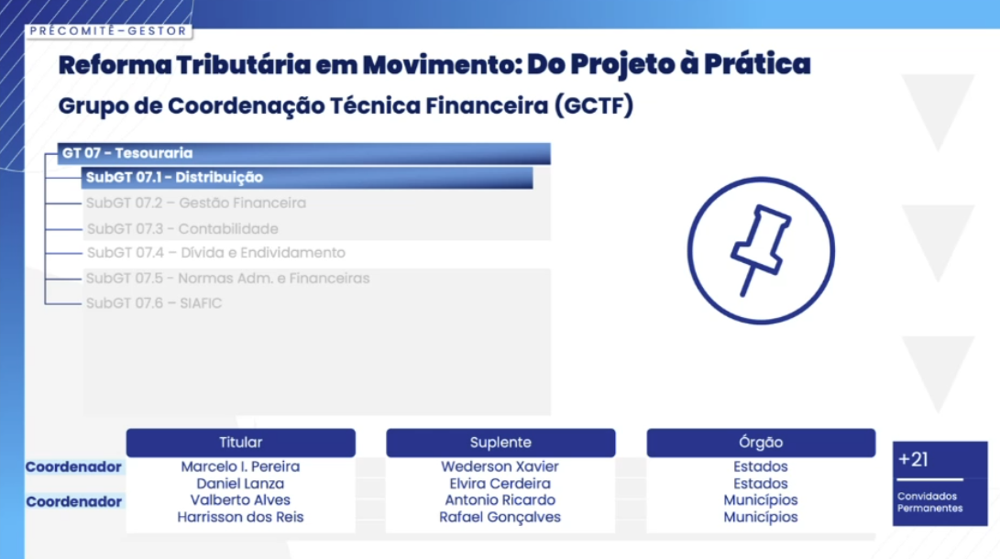 PRÉCOMITÊ-GESTOR
Reforma Tributária em Movimento: Do Projeto à Prática
Grupo de Coordenação Técnica Financeira (GCTF)
GT 07 - Tesouraria
SubGT 07.1 - Distribuição
SubGT 07.2 – Gestão Financeira
SubGT 07.3 - Contabilidade
SubGT 07.4 – Dívida e Endividamento
SubGT 07.5 - Normas Adm. e Financeiras
SubGT 07.6 – SIAFIC
Titular Suplente Órgão
Coordenador Marcelo I. Pereira Wederson Xavier Estados
Daniel Lanza Elvira Cerdeira Estados
Coordenador Valberto Alves Antonio Ricardo Municípios
Harrisson dos Reis Rafael Gonçalves Municípios
+21
Convidados
Permanentes